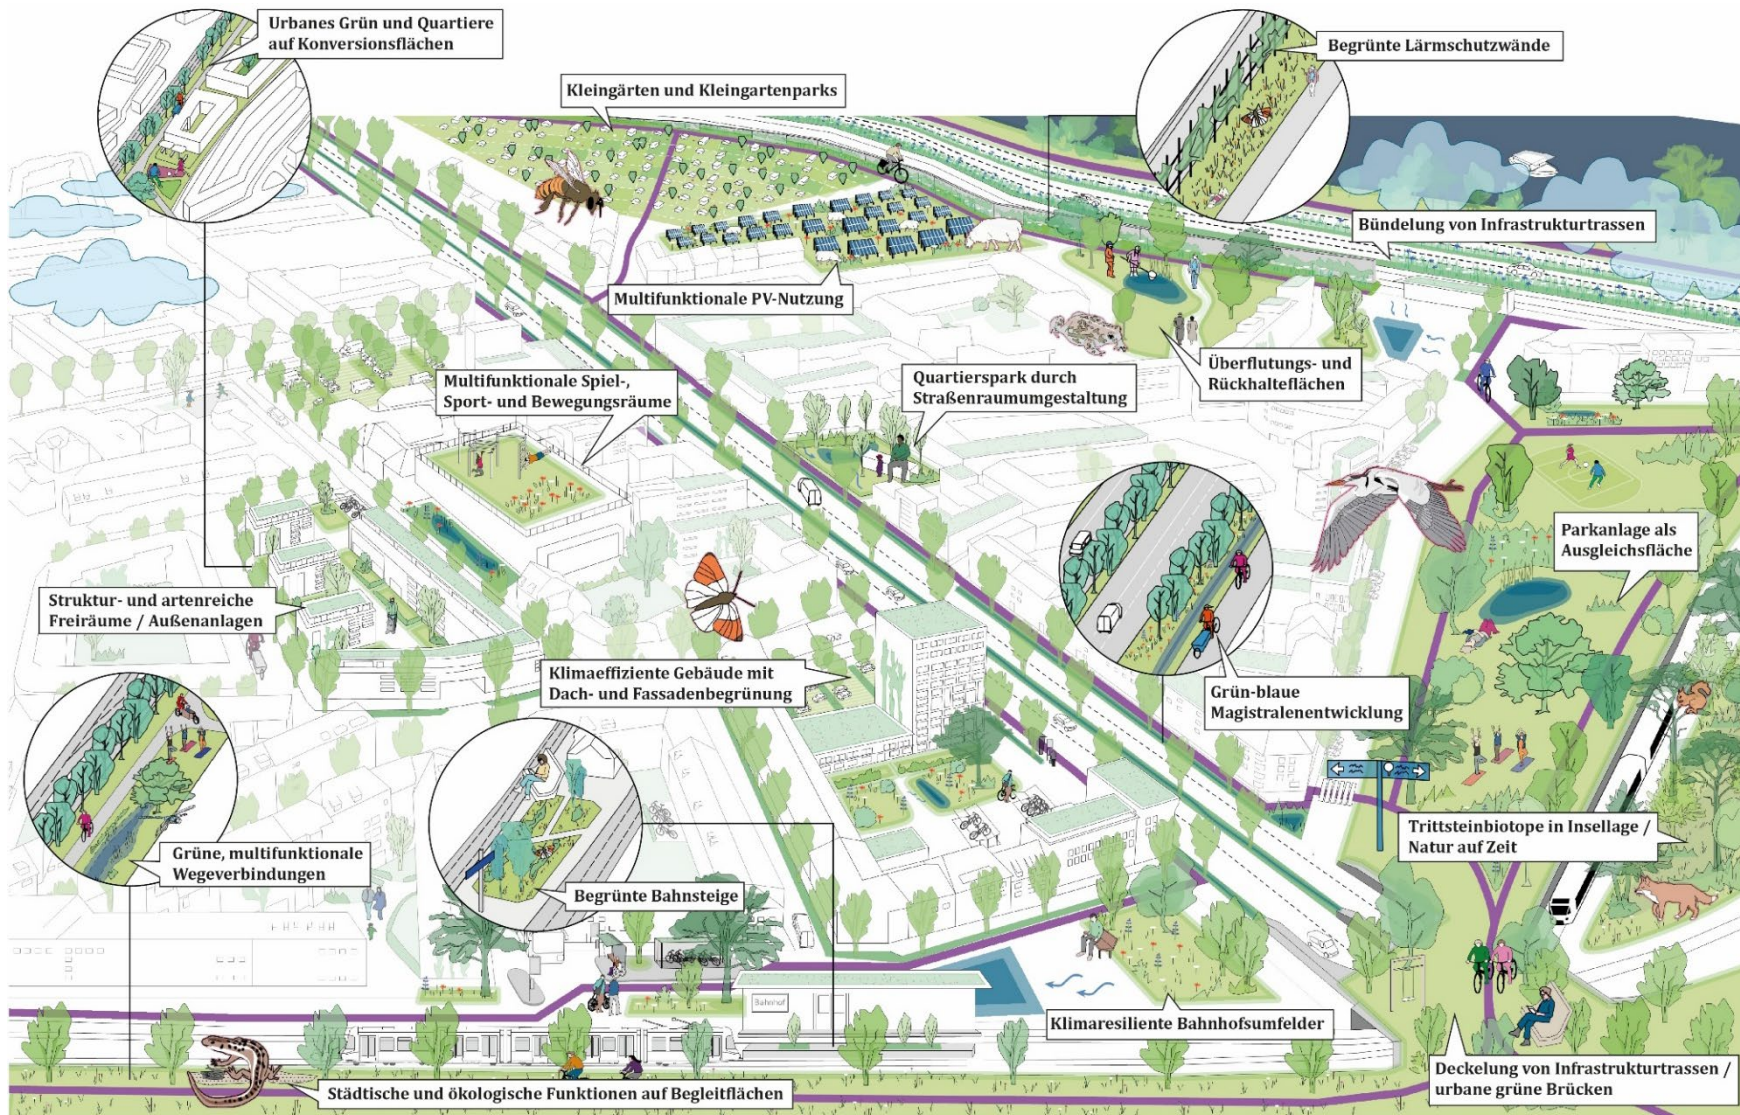 Urbanes Grün und Quartiere
auf Konversionsflächen
Begrünte Lärmschutzwände
Kleingärten und Kleingartenparks
Bündelung von Infrastrukturtrassen
Multifunktionale PV-Nutzung
Überflutungs- und
Rückhalteflächen
Multifunktionale Spiel-,
Sport- und Bewegungsräume
Quartierspark durch
Straßenraumumgestaltung
Parkanlage als
Ausgleichsfläche
Struktur- und artenreiche
Freiräume / Außenanlagen
Klimaeffiziente Gebäude mit
Dach- und Fassadenbegrünung
Grün-blaue
Magistralenentwicklung
Trittsteinbiotope in Insellage /
Natur auf Zeit
Grüne, multifunktionale
Wegeverbindungen
Begrünte Bahnsteige
Bahnhof
Klimaresiliente Bahnhofsumfelder
Deckelung von Infrastrukturtrassen /
urbane grüne Brücken
Städtische und ökologische Funktionen auf Begleitflächen